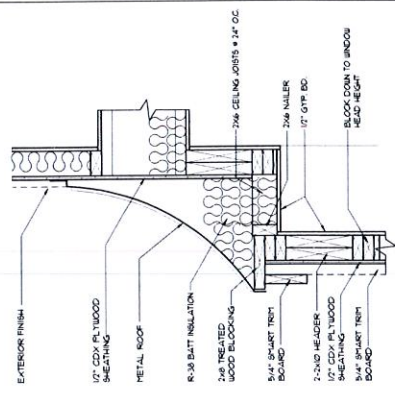 EXTERIOR FINISH
1/2" CDX PLYWOOD
SHEATHING
METAL ROOF
R-38 BATT INSULATION
2x8 TREATED
WOOD BLOCKING
5/4" SMART TRIM
BOARD
2-2x10 HEADER
1/2" CDX PLYWOOD
SHEATHING
5/4" SMART TRIM
BOARD
2x6 CEILING JOISTS @ 24" O.C.
2x6 NAILER
1/2" GYP. BD.
BLOCK DOWN TO WINDOW
HEAD HEIGHT